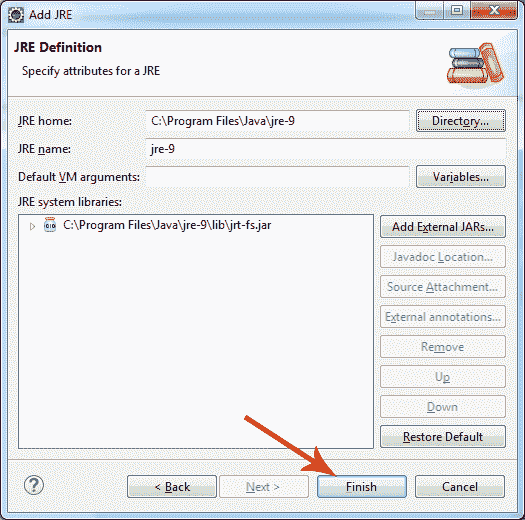 Add JRE
JRE Definition
Specify attributes for a JRE
JRE home:
C:\Program Files\Java\jre-9
Directory...
JRE name:
jre-9
Default VM arguments:
Variables...
JRE system libraries:
C:\Program Files\Java\jre-9\lib\jrt-fs.jar
Add External JARs...
Javadoc Location...
Source Attachment...
External annotations...
Remove
Up
Down
Restore Default
?
< Back
Next >
Finish
Cancel